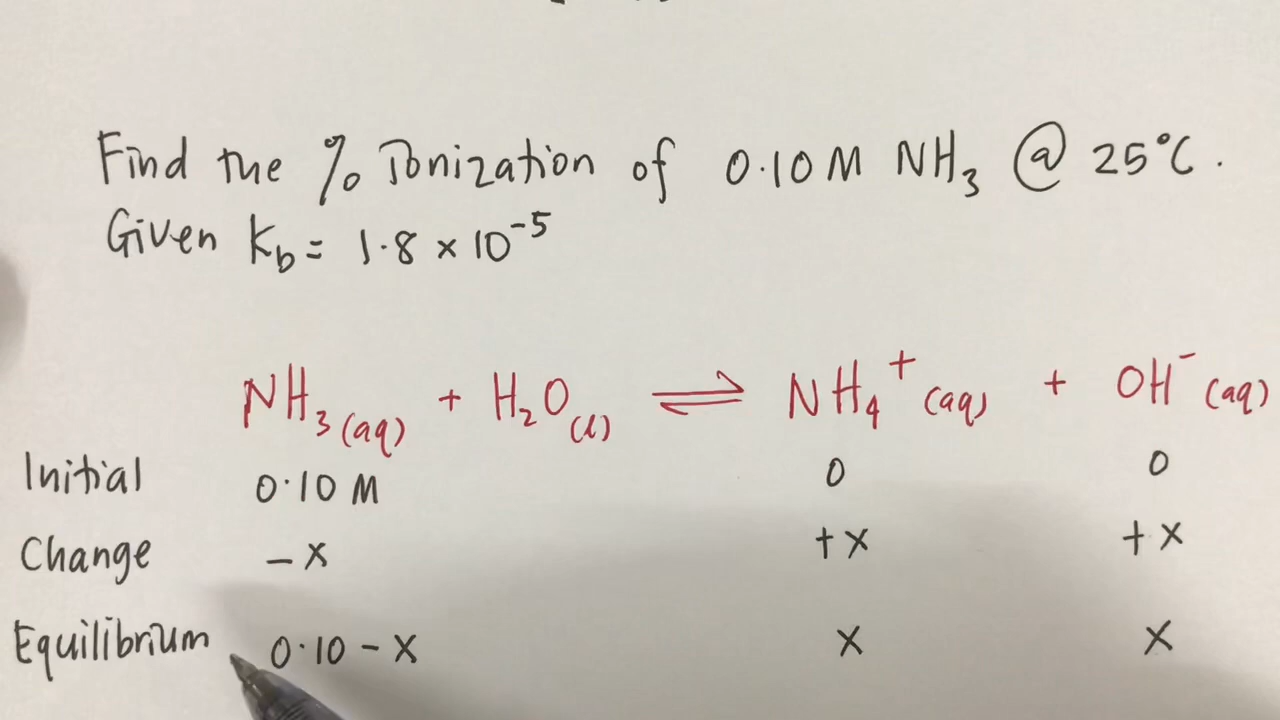 Find the % Ionization of 0.10 M NH₃ @ 25°C.
Given Kb = 1.8 × 10⁻⁵
NH₃(aq) + H₂O(l) ⇌ NH₄⁺(aq) + OH⁻(aq)
Initial 0.10 M 0 0
Change -x +x +x
Equilibrium 0.10 - x x x